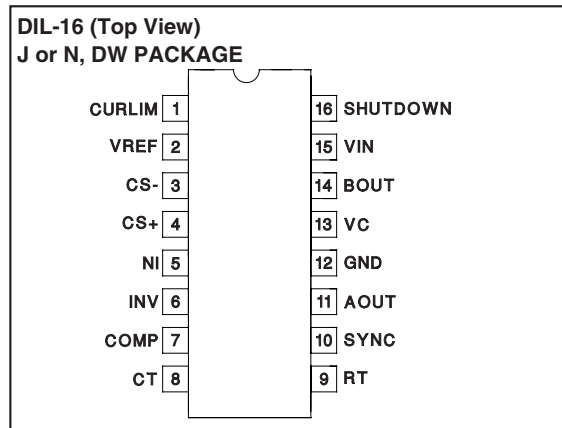 DIL-16 (Top View)
J or N, DW PACKAGE
CURLIM 1 16 SHUTDOWN
VREF 2 15 VIN
CS- 3 14 BOUT
CS+ 4 13 VC
NI 5 12 GND
INV 6 11 AOUT
COMP 7 10 SYNC
CT 8 9 RT